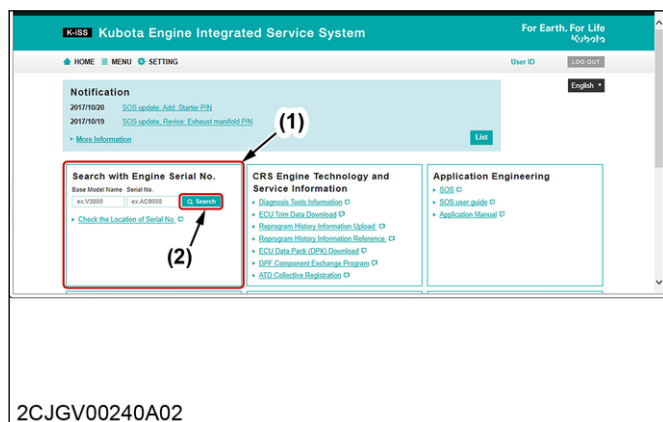 K-iSS Kubota Engine Integrated Service System
For Earth, For Life
Kubota
HOME MENU SETTING
User ID LOG OUT
English
Notification
2017/10/20 SOS update, Add: Starter P/N
2017/10/19 SOS update, Revise: Exhaust manifold P/N
More Information
List
(1)
Search with Engine Serial No.
Base Model Name Serial No.
ex.V3800 ex.AC9050 Search
Check the Location of Serial No.
(2)
CRS Engine Technology and
Service Information
Diagnosis Tools Information
ECU Trim Data Download
Reprogram History Information Upload
Reprogram History Information Reference
ECU Data Pack (DPK) Download
DPF Component Exchange Program
ATD Collective Registration
Application Engineering
SOS
SOS user guide
Application Manual
2CJGV00240A02